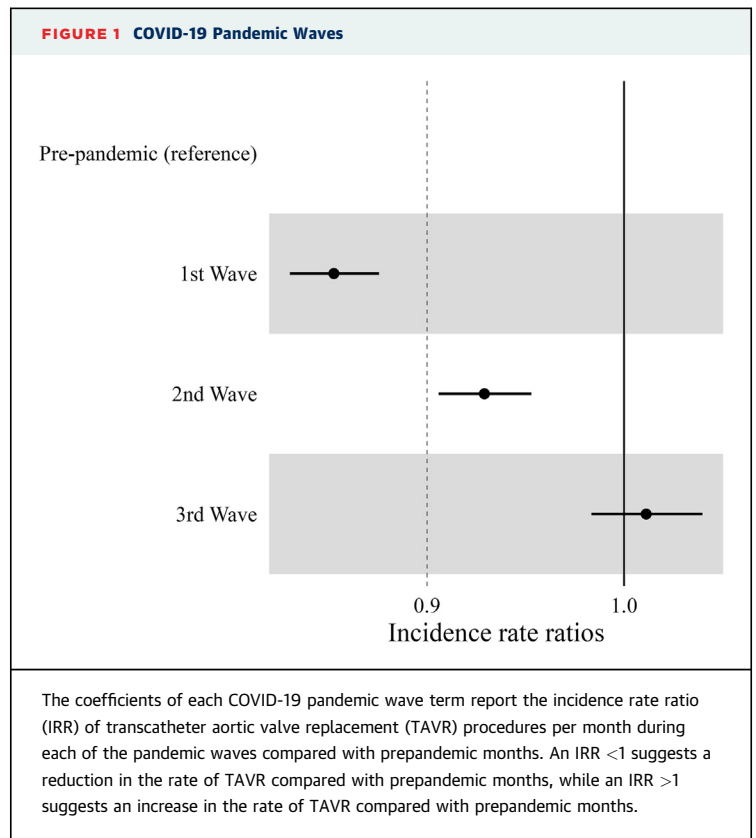 FIGURE 1 COVID-19 Pandemic Waves
Pre-pandemic (reference)
1st Wave
2nd Wave
3rd Wave
0.9 1.0
Incidence rate ratios
The coefficients of each COVID-19 pandemic wave term report the incidence rate ratio
(IRR) of transcatheter aortic valve replacement (TAVR) procedures per month during
each of the pandemic waves compared with prepandemic months. An IRR <1 suggests a
reduction in the rate of TAVR compared with prepandemic months, while an IRR >1
suggests an increase in the rate of TAVR compared with prepandemic months.